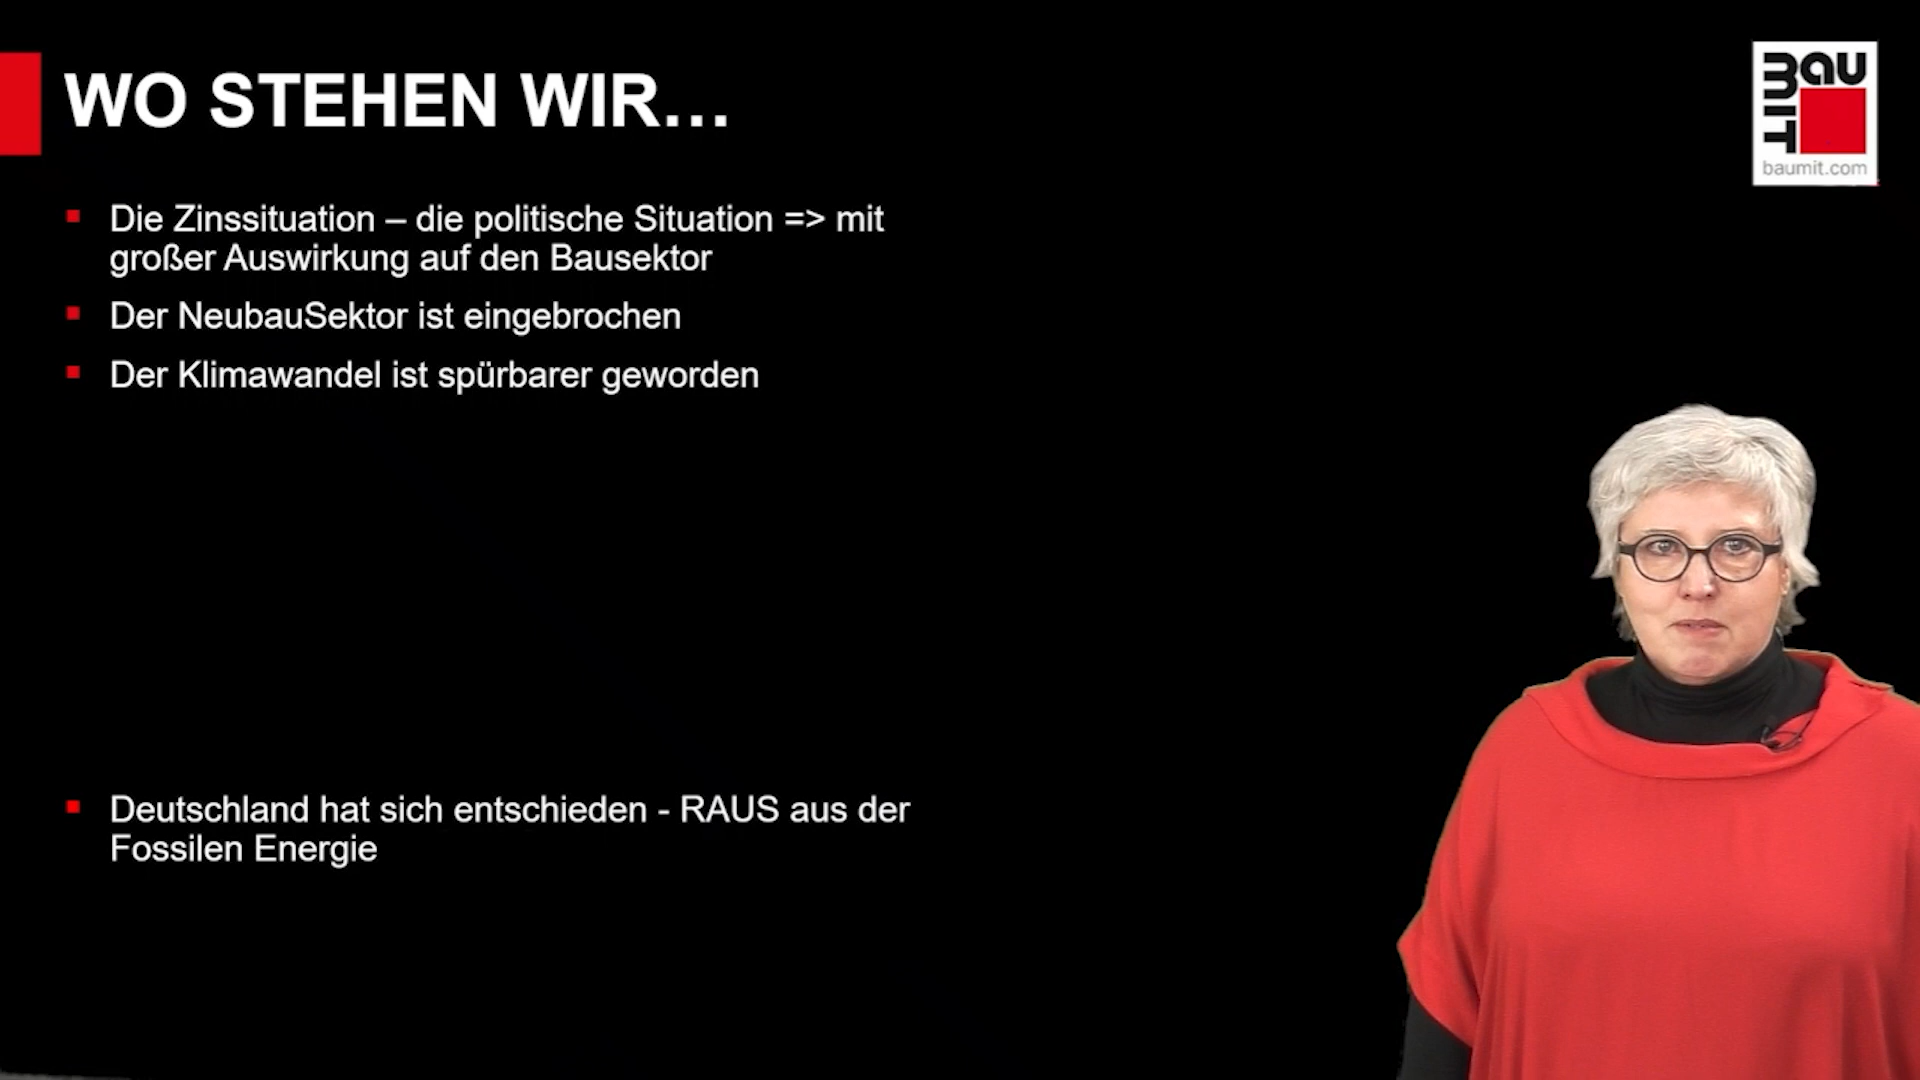 WO STEHEN WIR...
BAU
MIT
baumit.com
Die Zinssituation – die politische Situation => mit
großer Auswirkung auf den Bausektor
Der NeubauSektor ist eingebrochen
Der Klimawandel ist spürbarer geworden
Deutschland hat sich entschieden - RAUS aus der
Fossilen Energie